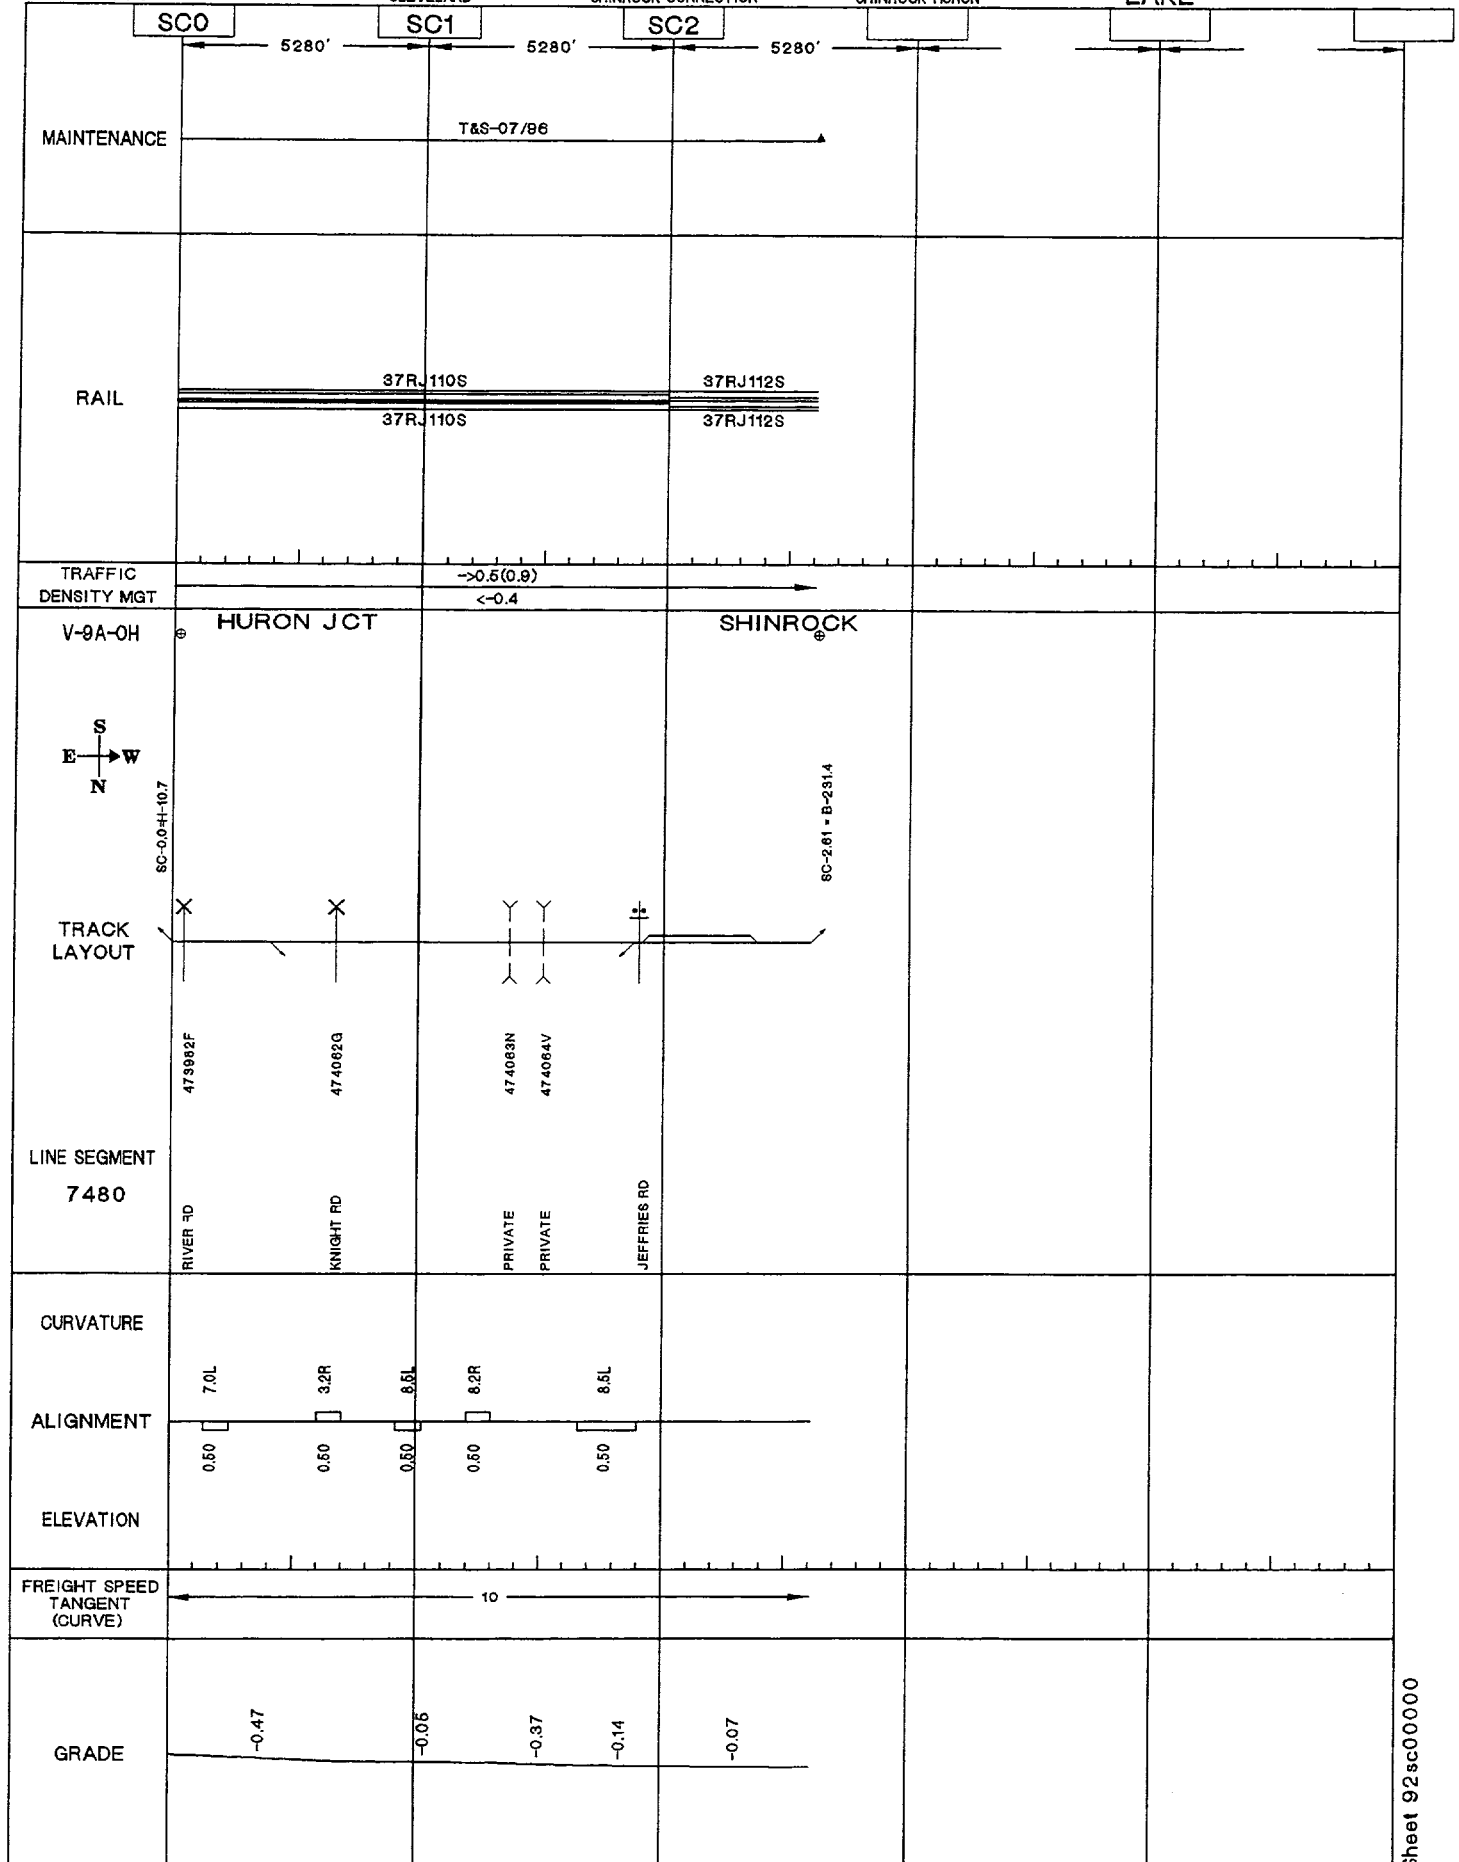 SC0 SC1 SC2
5280' 5280' 5280'
MAINTENANCE
T&S-07/96
RAIL
37RJ110S 37RJ112S
37RJ110S 37RJ112S
TRAFFIC
DENSITY MGT
->0.5(0.9)
<-0.4
V-9A-OH
HURON JCT SHINROCK
S
E W
N
SC-0.0=H-10.7
SC-2.61 = B-231.4
TRACK
LAYOUT
473982F
474062G
474063N
474064V
LINE SEGMENT
7480
RIVER RD
KNIGHT RD
PRIVATE
PRIVATE
JEFFRIES RD
CURVATURE
7.0L 3.2R 8.5L 8.2R 8.5L
ALIGNMENT
0.50 0.50 0.50 0.50 0.50
ELEVATION
FREIGHT SPEED
TANGENT
(CURVE)
10
GRADE
-0.47 -0.05 -0.37 -0.14 -0.07
Sheet 92sc00000